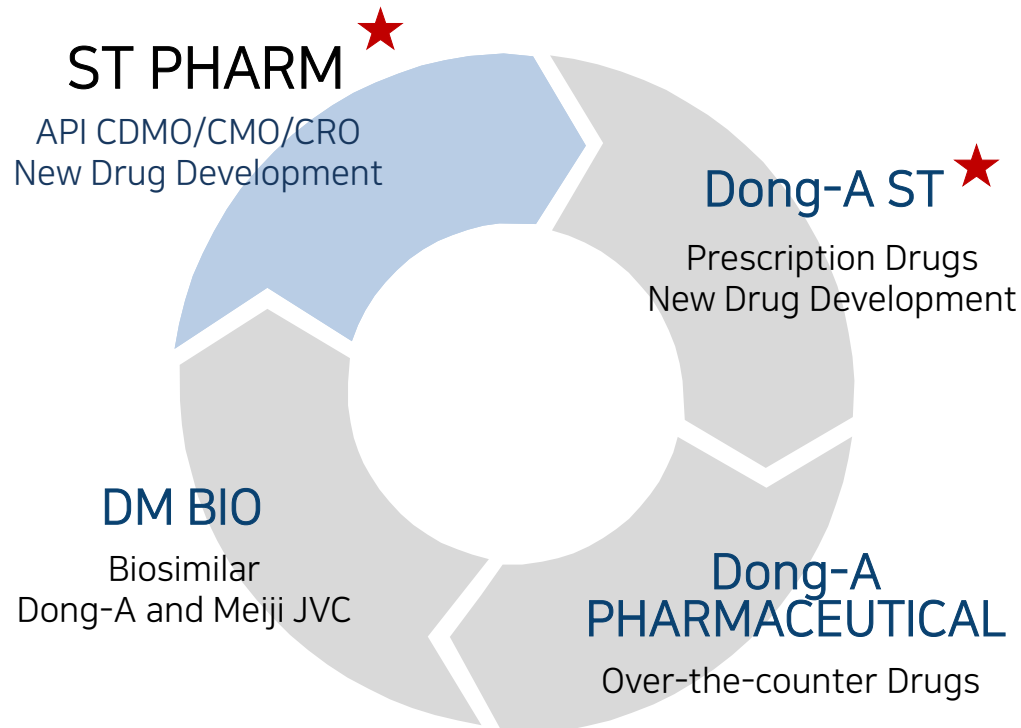 ST PHARM
API CDMO/CMO/CRO
New Drug Development
Dong-A ST
Prescription Drugs
New Drug Development
DM BIO
Biosimilar
Dong-A and Meiji JVC
Dong-A
PHARMACEUTICAL
Over-the-counter Drugs